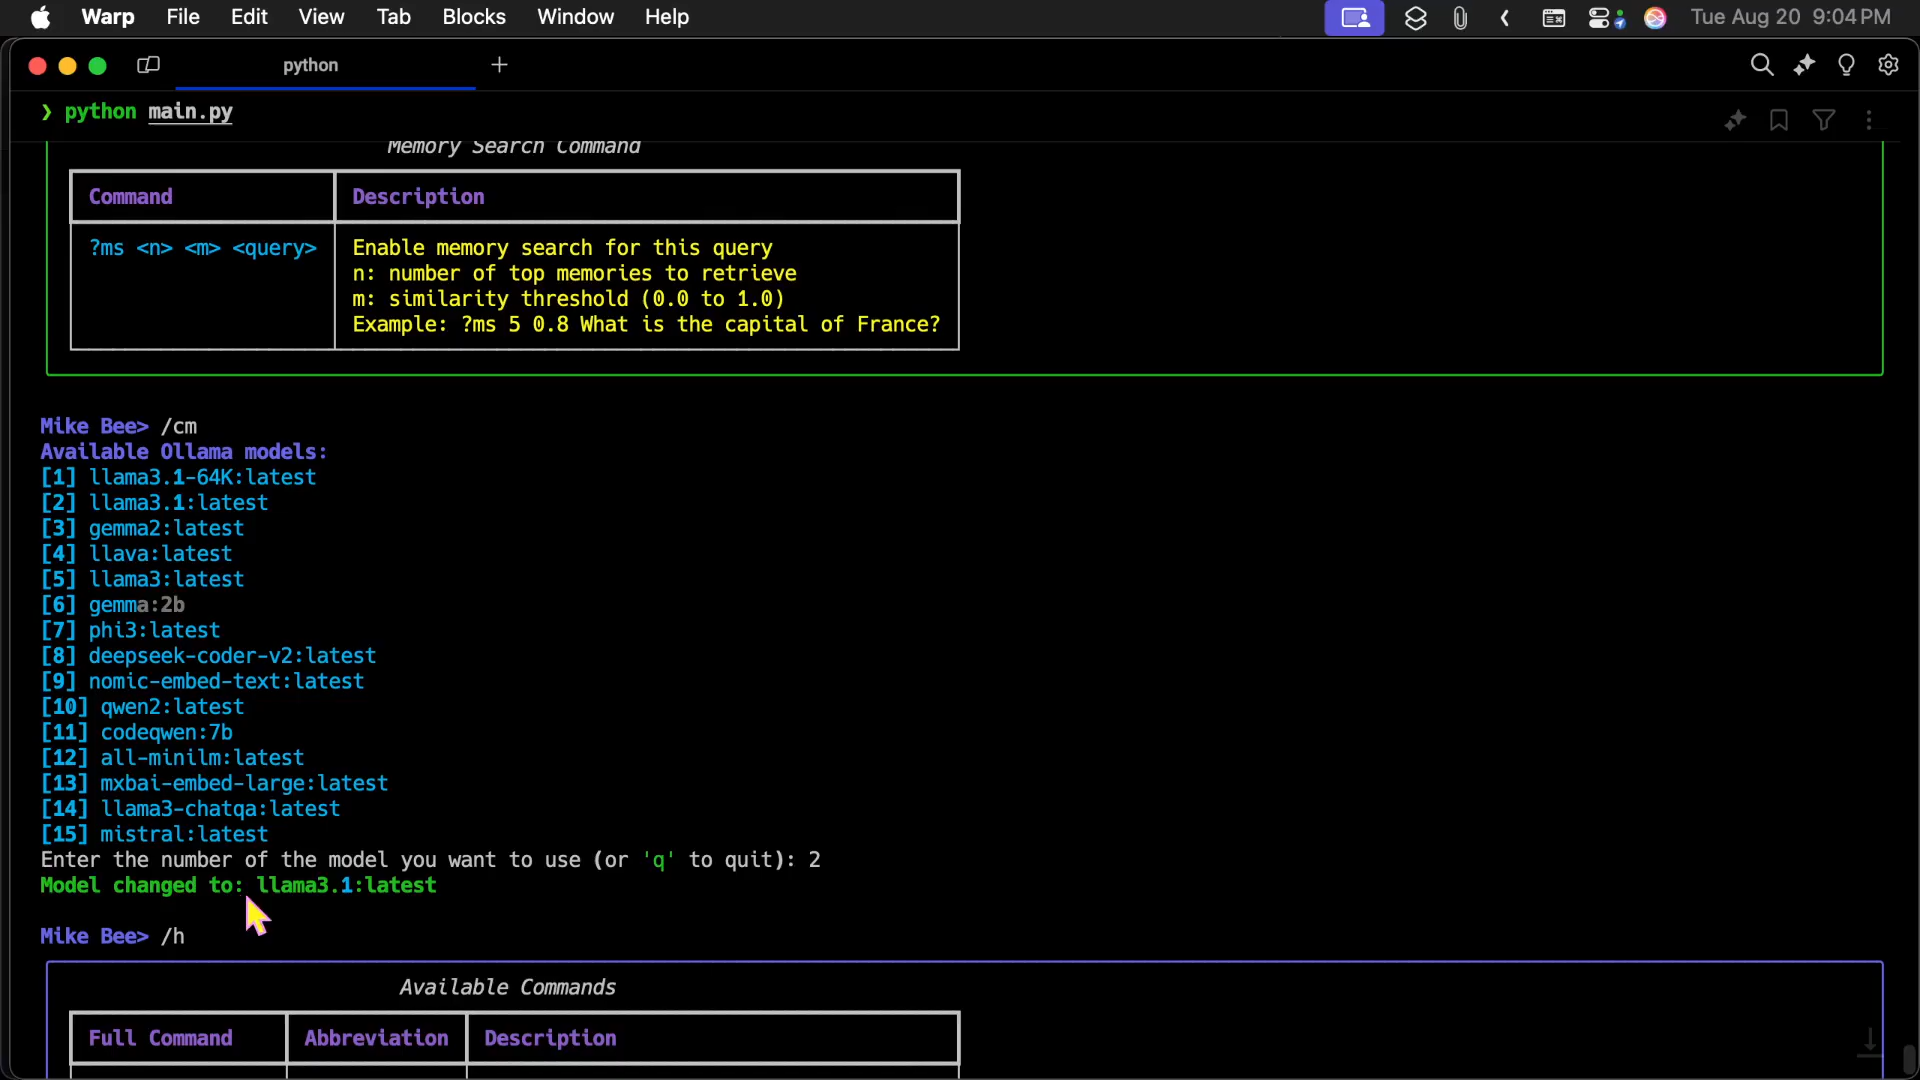 Warp File Edit View Tab Blocks Window Help Tue Aug 20 9:04 PM
python
❯ python main.py
Memory Search Command
Command Description
?ms <n> <m> <query> Enable memory search for this query
n: number of top memories to retrieve
m: similarity threshold (0.0 to 1.0)
Example: ?ms 5 0.8 What is the capital of France?
Mike Bee> /cm
Available Ollama models:
[1] llama3.1-64K:latest
[2] llama3.1:latest
[3] gemma2:latest
[4] llava:latest
[5] llama3:latest
[6] gemma:2b
[7] phi3:latest
[8] deepseek-coder-v2:latest
[9] nomic-embed-text:latest
[10] qwen2:latest
[11] codeqwen:7b
[12] all-minilm:latest
[13] mxbai-embed-large:latest
[14] llama3-chatqa:latest
[15] mistral:latest
Enter the number of the model you want to use (or 'q' to quit): 2
Model changed to: llama3.1:latest
Mike Bee> /h
Available Commands
Full Command Abbreviation Description